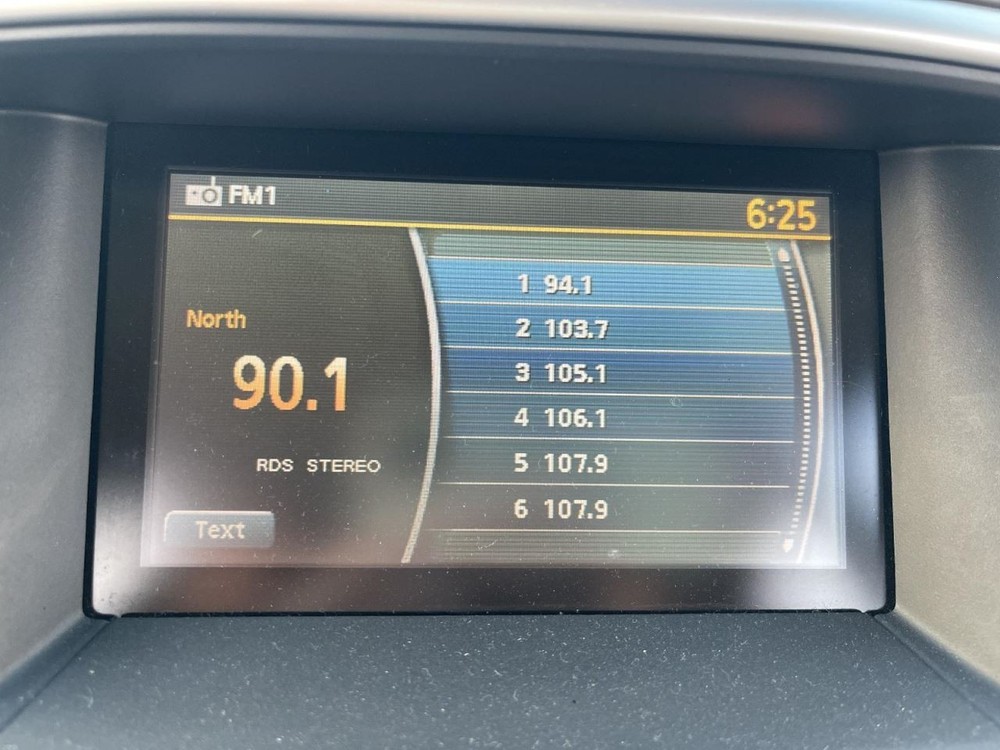 FM1
6:25
North
90.1
RDS STEREO
Text
1 94.1
2 103.7
3 105.1
4 106.1
5 107.9
6 107.9